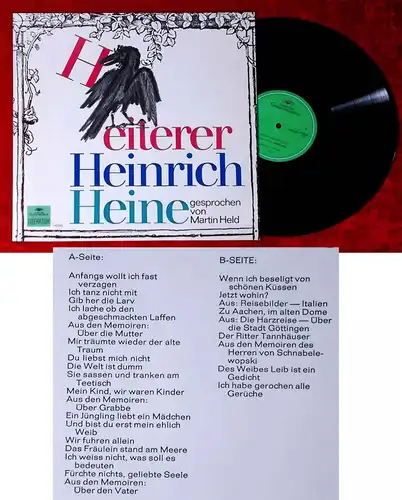 Heiterer
Heinrich
Heine
gesprochen
von
Martin Held
LITERATUR
A-Seite:
Anfangs wollt ich fast
verzagen
Ich tanz nicht mit
Gib her die Larv
Ich lache ob den
abgeschmackten Laffen
Aus den Memoiren:
Über die Mutter
Mir träumte wieder der alte
Traum
Du liebst mich nicht
Die Welt ist dumm
Sie sassen und tranken am
Teetisch
Mein Kind, wir waren Kinder
Aus den Memoiren:
Über Grabbe
Ein Jüngling liebt ein Mädchen
Und bist du erst mein ehlich
Weib
Wir fuhren allein
Das Fräulein stand am Meere
Ich weiss nicht, was soll es
bedeuten
Fürchte nichts, geliebte Seele
Aus den Memoiren:
Über den Vater
B-SEITE:
Wenn ich beseligt von
schönen Küssen
Jetzt wohin?
Aus: Reisebilder — Italien
Zu Aachen, im alten Dome
Aus: Die Harzreise — Über
die Stadt Göttingen
Der Ritter Tannhäuser
Aus den Memoiren des
Herren von Schnabele-
wopski
Des Weibes Leib ist ein
Gedicht
Ich habe gerochen alle
Gerüche